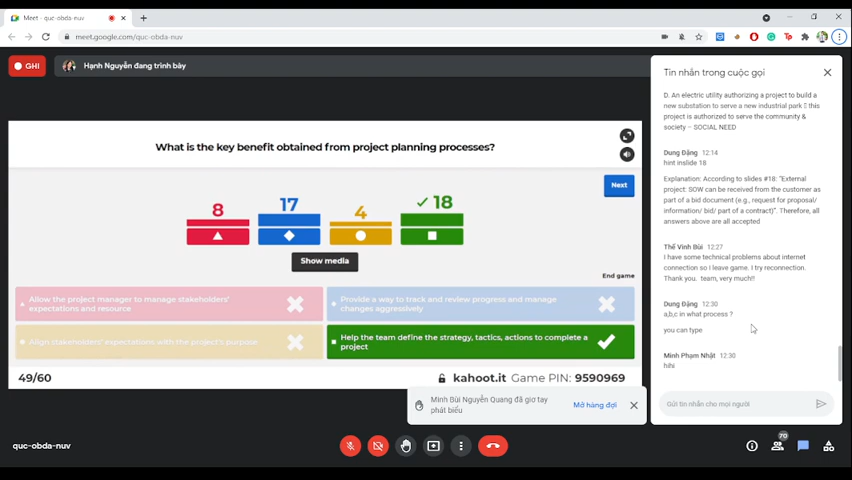 Meet - quc-obda-nuv
meet.google.com/quc-obda-nuv
GHI
Hạnh Nguyễn đang trình bày
What is the key benefit obtained from project planning processes?
Next
8
17
4
18
Show media
End game
Allow the project manager to manage stakeholders'
expectations and resource
Provide a way to track and review progress and manage
changes aggressively
Align stakeholders' expectations with the project's purpose
Help the team define the strategy, tactics, actions to complete a
project
49/60
kahoot.it Game PIN: 9590969
Minh Bùi Nguyễn Quang đã giơ tay
phát biểu
Mở hàng đợi
Tin nhắn trong cuộc gọi
D. An electric utility authorizing a project to build a
new substation to serve a new industrial park this
project is authorized to serve the community &
society – SOCIAL NEED
Dung Đặng 12:14
hint inslide 18
Explanation: According to slides #18: "External
project: SOW can be received from the customer as
part of a bid document (e.g., request for proposal/
information/ bid/ part of a contract)". Therefore, all
answers above are all accepted
Thế Vinh Bùi 12:27
I have some technical problems about internet
connection so I leave game. I try reconnection.
Thank you. team, very much!!
Dung Đặng 12:30
a,b,c in what process ?
you can type
Minh Phạm Nhật 12:30
hihi
Gửi tin nhắn cho mọi người
quc-obda-nuv
70